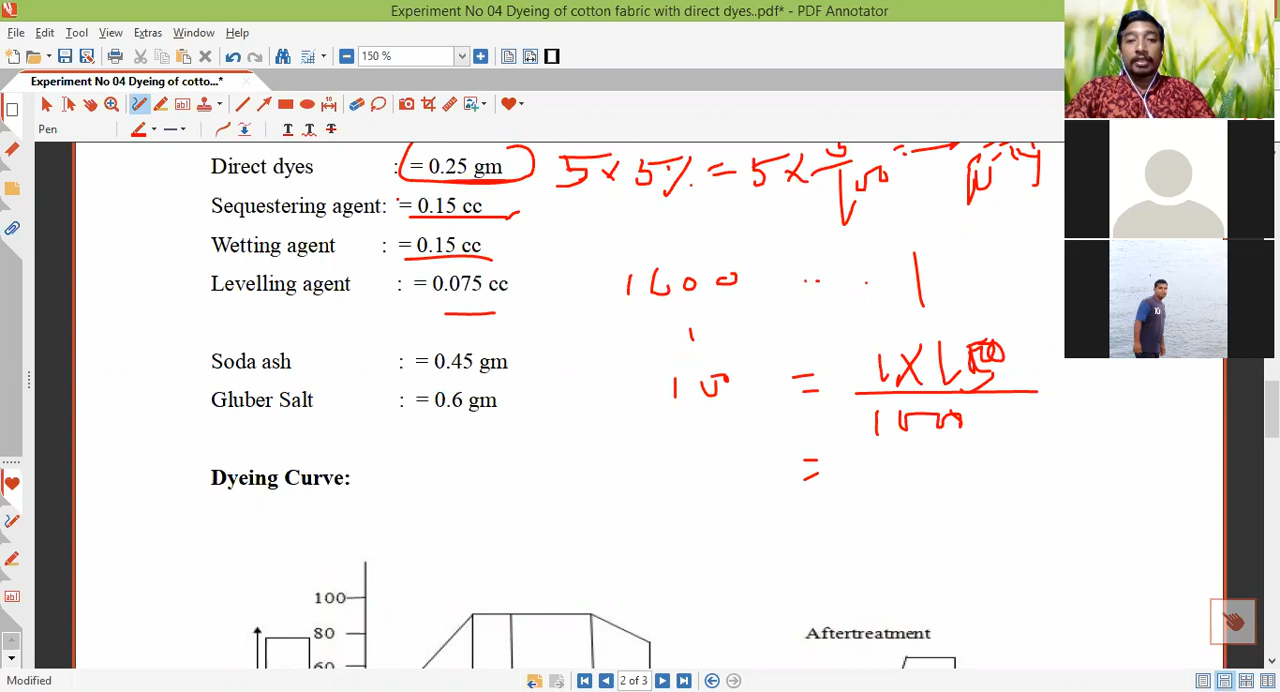 Experiment No 04 Dyeing of cotton fabric with direct dyes..pdf* - PDF Annotator
File Edit Tool View Extras Window Help
150 %
Experiment No 04 Dyeing of cotto...*
Pen
Direct dyes : = 0.25 gm 5 × 5% = 5 ×
Sequestering agent: = 0.15 cc
Wetting agent : = 0.15 cc
Levelling agent : = 0.075 cc
Soda ash : = 0.45 gm
Gluber Salt : = 0.6 gm
Dyeing Curve:
100
80
60
Aftertreatment
Modified
2 of 3